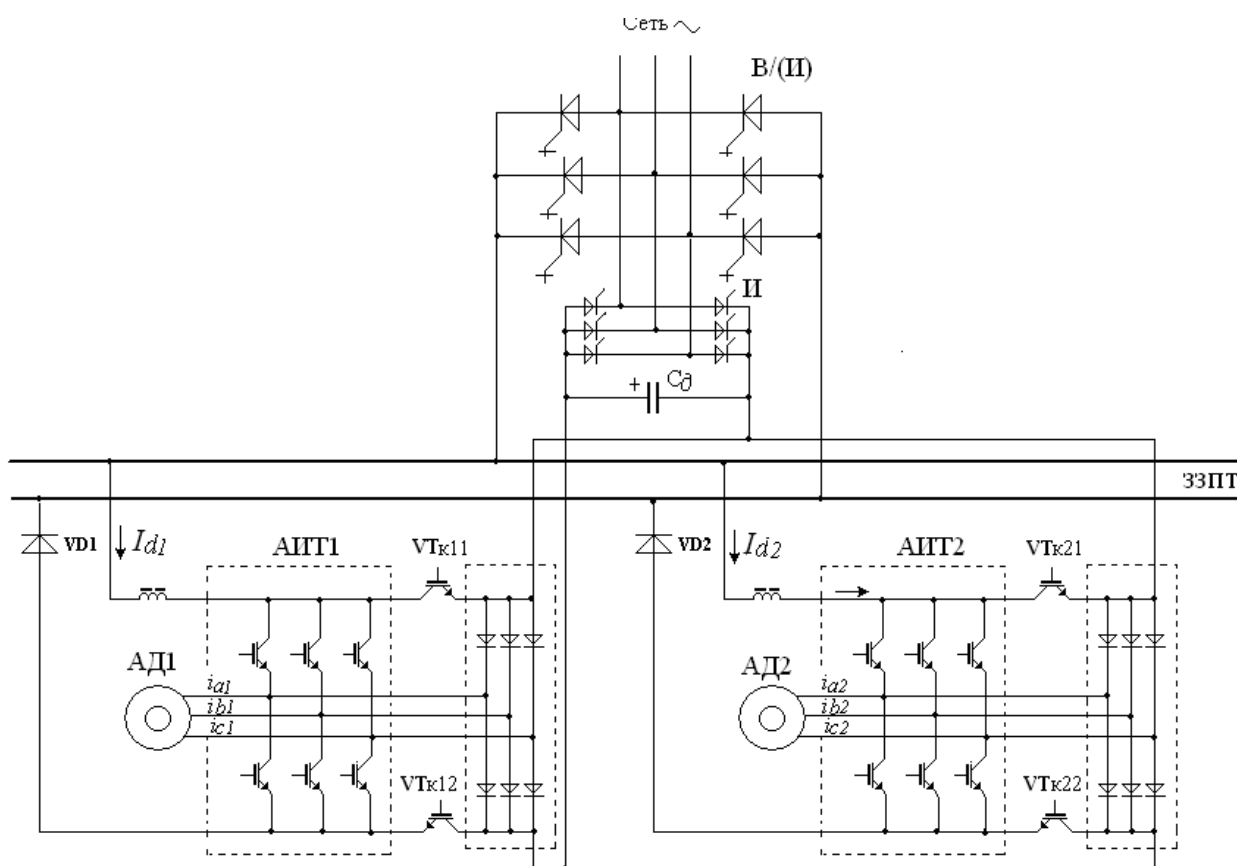 Сеть ~
В/(И)
И
+ Cд
ЗЗПТ
VD1
Id1
АИТ1
VTк11
VD2
Id2
АИТ2
VTк21
АД1
ia1
ib1
ic1
АД2
ia2
ib2
ic2
VTк12
VTк22